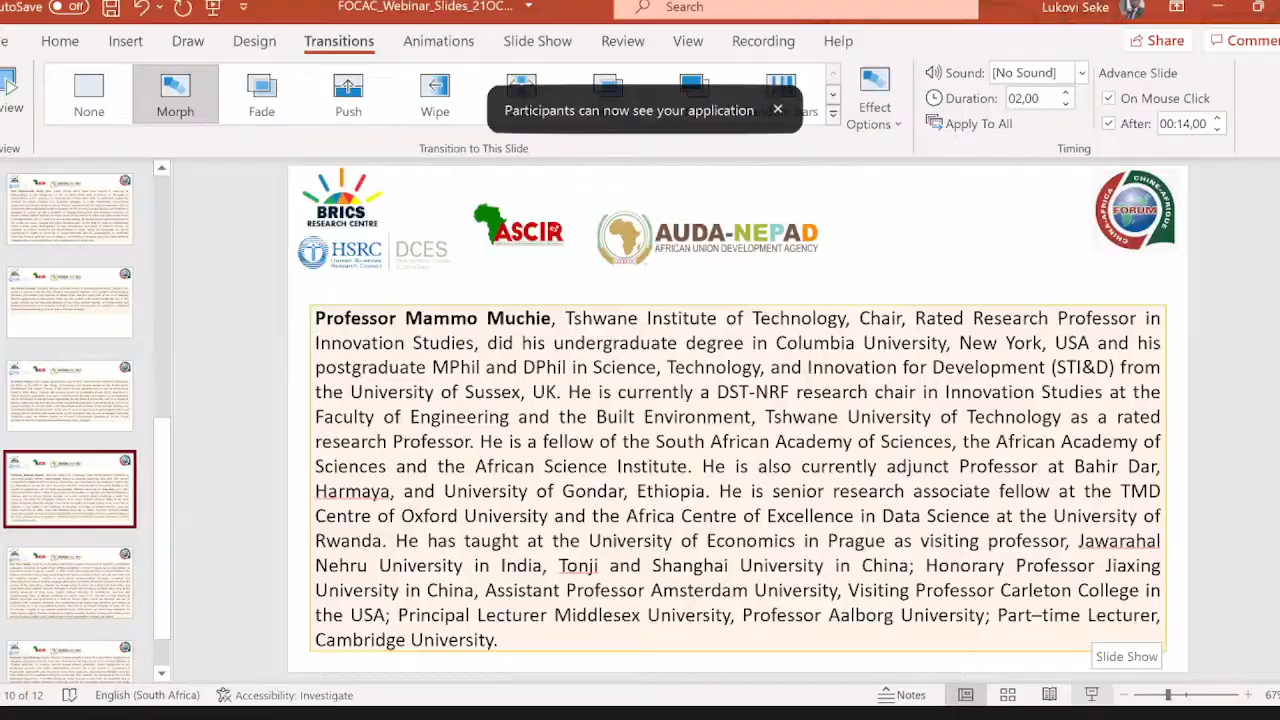 AutoSave Off FOCAC_Webinar_Slides_21OC... Search Lukovi Seke
Home Insert Draw Design Transitions Animations Slide Show Review View Recording Help Share
None Morph Fade Push Wipe
Participants can now see your application
Effect
Options
Sound: [No Sound]
Duration: 02,00
Apply To All
Advance Slide
On Mouse Click
After: 00:14,00
Transition to This Slide Timing
BRICS
RESEARCH CENTRE
HSRC
Human Sciences
Research Council
DCES
ASCIR
AUDA-NEPAD
AFRICAN UNION DEVELOPMENT AGENCY
CHINA-AFRICA CHINE-AFRIQUE
FORUM
Professor Mammo Muchie, Tshwane Institute of Technology, Chair, Rated Research Professor in
Innovation Studies, did his undergraduate degree in Columbia University, New York, USA and his
postgraduate MPhil and DPhil in Science, Technology, and Innovation for Development (STI&D) from
the University of Sussex, UK. He is currently a DST/NRF research chair in Innovation Studies at the
Faculty of Engineering and the Built Environment, Tshwane University of Technology as a rated
research Professor. He is a fellow of the South African Academy of Sciences, the African Academy of
Sciences and the African Science Institute. He is also currently adjunct Professor at Bahir Dar,
and Gondar, Ethiopia. research associate fellow at the TMD
Centre of Oxford University and the Africa Centre of Excellence in Data Science at the University of
Rwanda. He has taught at the University of Economics in Prague as visiting professor, Jawarahal
Nehru University in India, Tonji and Shanghai University in China, Honorary Professor Jiaxing
University in China, Assistant Professor Amsterdam University, Visiting Professor Carleton College in
the USA; Principal Lecturer Middlesex University, Professor Aalborg University; Part–time Lecturer,
Cambridge University.
Slide Show
10 of 12 English (South Africa) Accessibility: Investigate Notes 67%